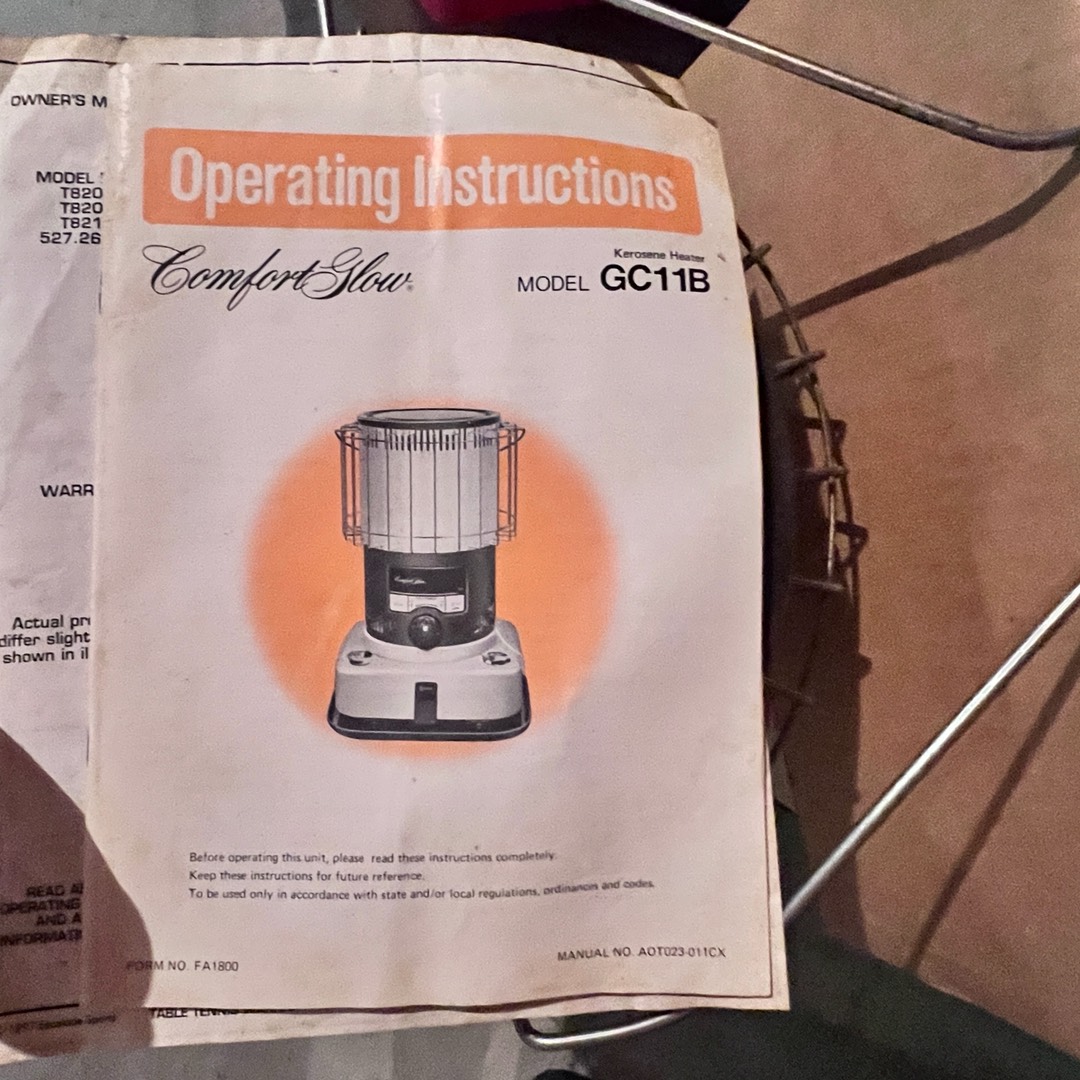 OWNER'S M
MODEL
T820
T820
T821
527.26
WARR
Actual pr
differ slight
shown in il
READ A
OPERATING
AND A
INFORMATI
Operating Instructions
Comfort Glow
Kerosene Heater
MODEL GC11B
Before operating this unit, please read these instructions completely.
Keep these instructions for future reference.
To be used only in accordance with state and/or local regulations, ordinances and codes.
FORM NO. FA1800
MANUAL NO. AOT023-011CX
TABLE TENNIS